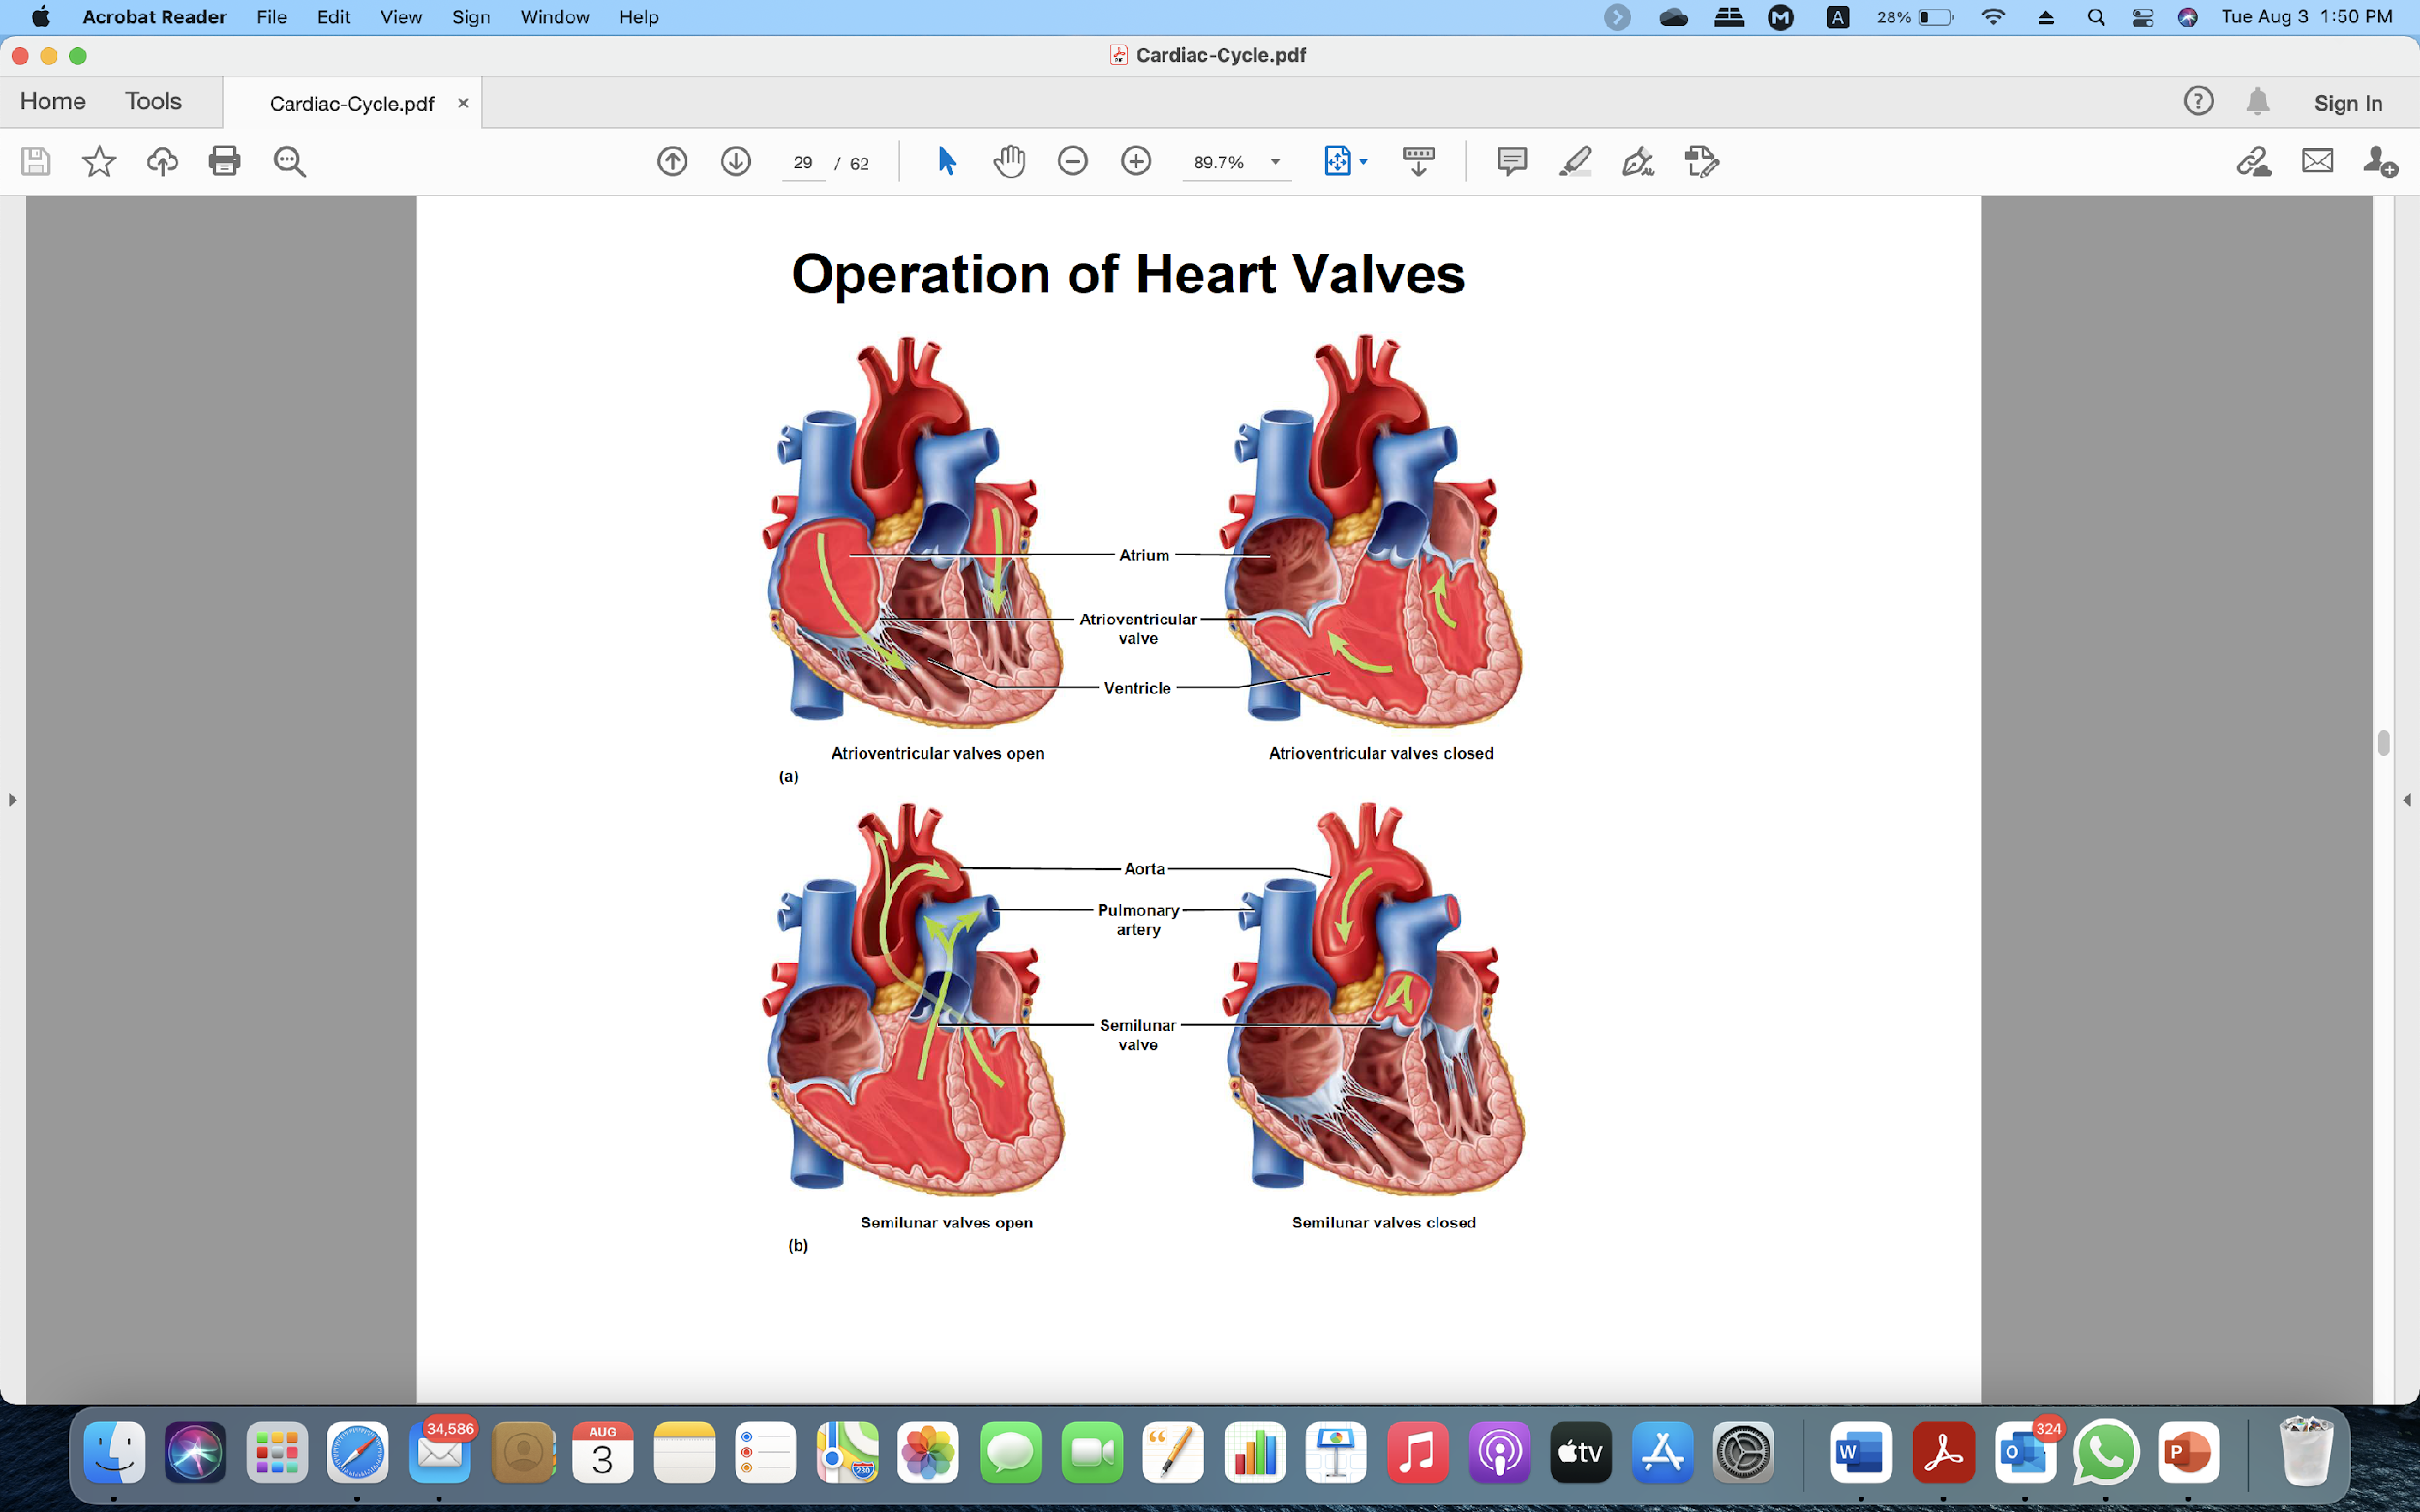 Acrobat Reader File Edit View Sign Window Help
A 28% Tue Aug 3 1:50 PM
Cardiac-Cycle.pdf
Home Tools Cardiac-Cycle.pdf × ? Sign In
29 / 62 89.7%
Operation of Heart Valves
Atrium
Atrioventricular
valve
Ventricle
Atrioventricular valves open Atrioventricular valves closed
(a)
Aorta
Pulmonary
artery
Semilunar
valve
Semilunar valves open Semilunar valves closed
(b)
34,586
AUG
3
280
tv
W
O
324
P